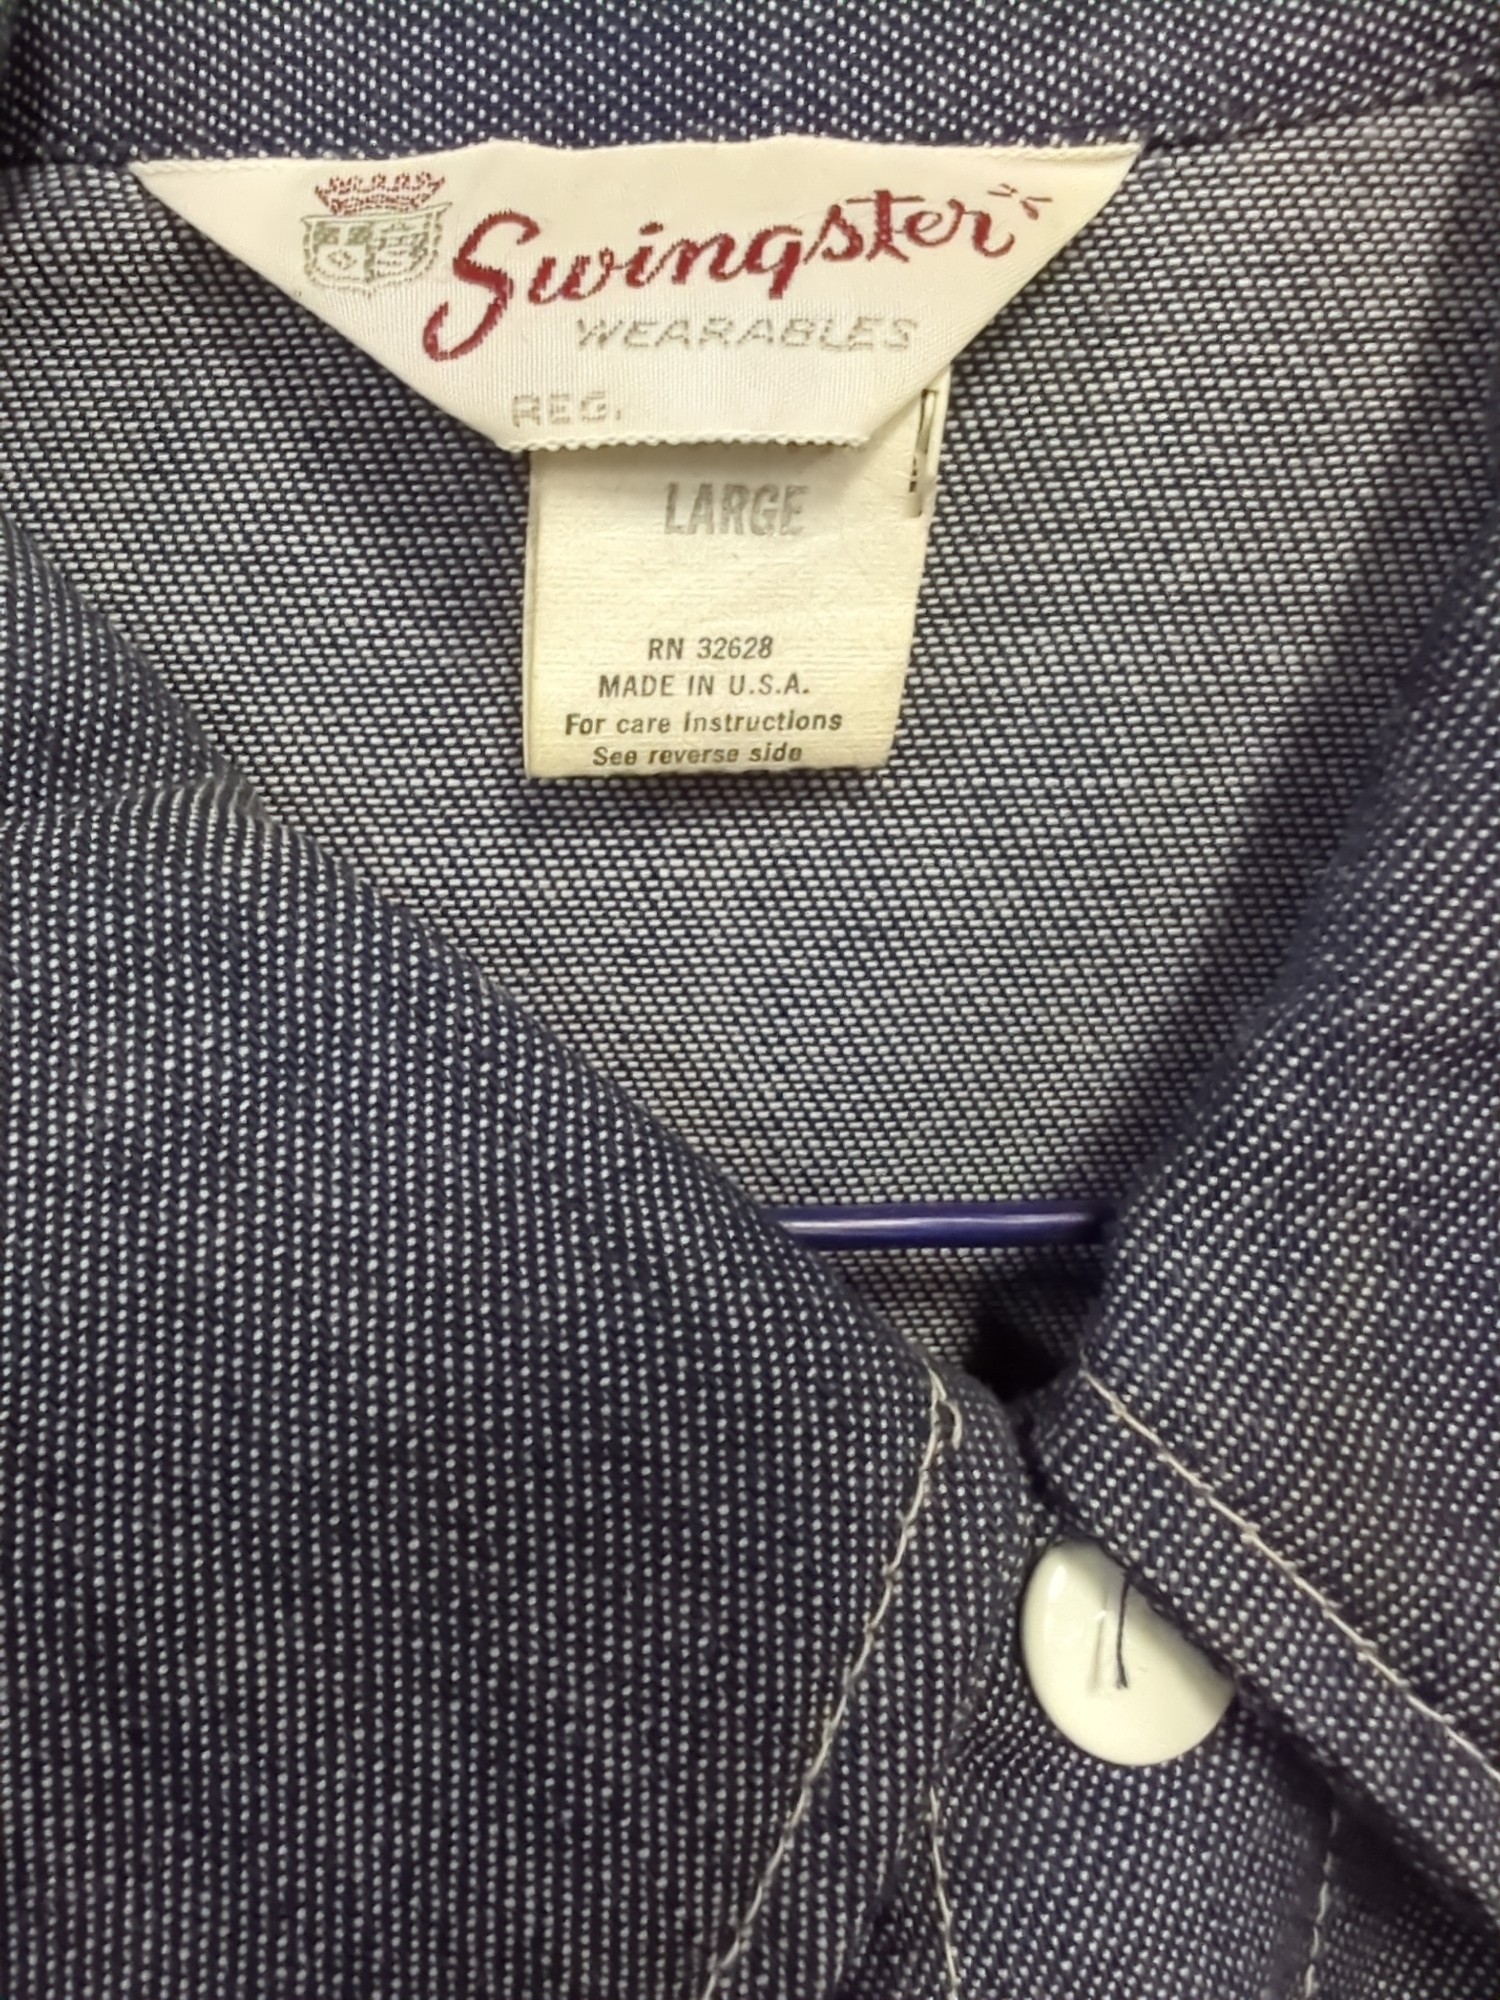 Swingster
WEARABLES
REG.
LARGE
RN 32628
MADE IN U.S.A.
For care Instructions
See reverse side